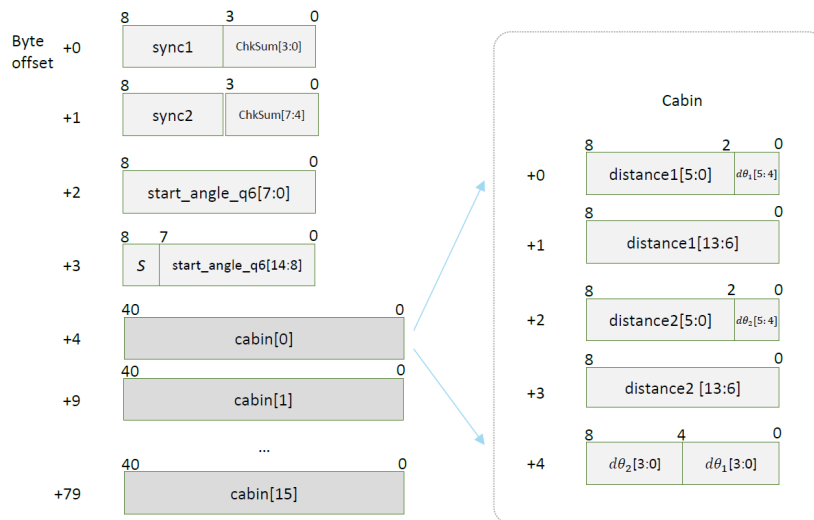 8 3 0
Byte offset
+0 sync1 ChkSum[3:0]
8 3 0
+1 sync2 ChkSum[7:4]
8 0
+2 start_angle_q6[7:0]
8 7 0
+3 S start_angle_q6[14:8]
40 0
+4 cabin[0]
40 0
+9 cabin[1]
...
40 0
+79 cabin[15]
Cabin
8 2 0
+0 distance1[5:0] dθ₁[5:4]
8 0
+1 distance1[13:6]
8 2 0
+2 distance2[5:0] dθ₂[5:4]
8 0
+3 distance2 [13:6]
8 4 0
+4 dθ₂[3:0] dθ₁[3:0]